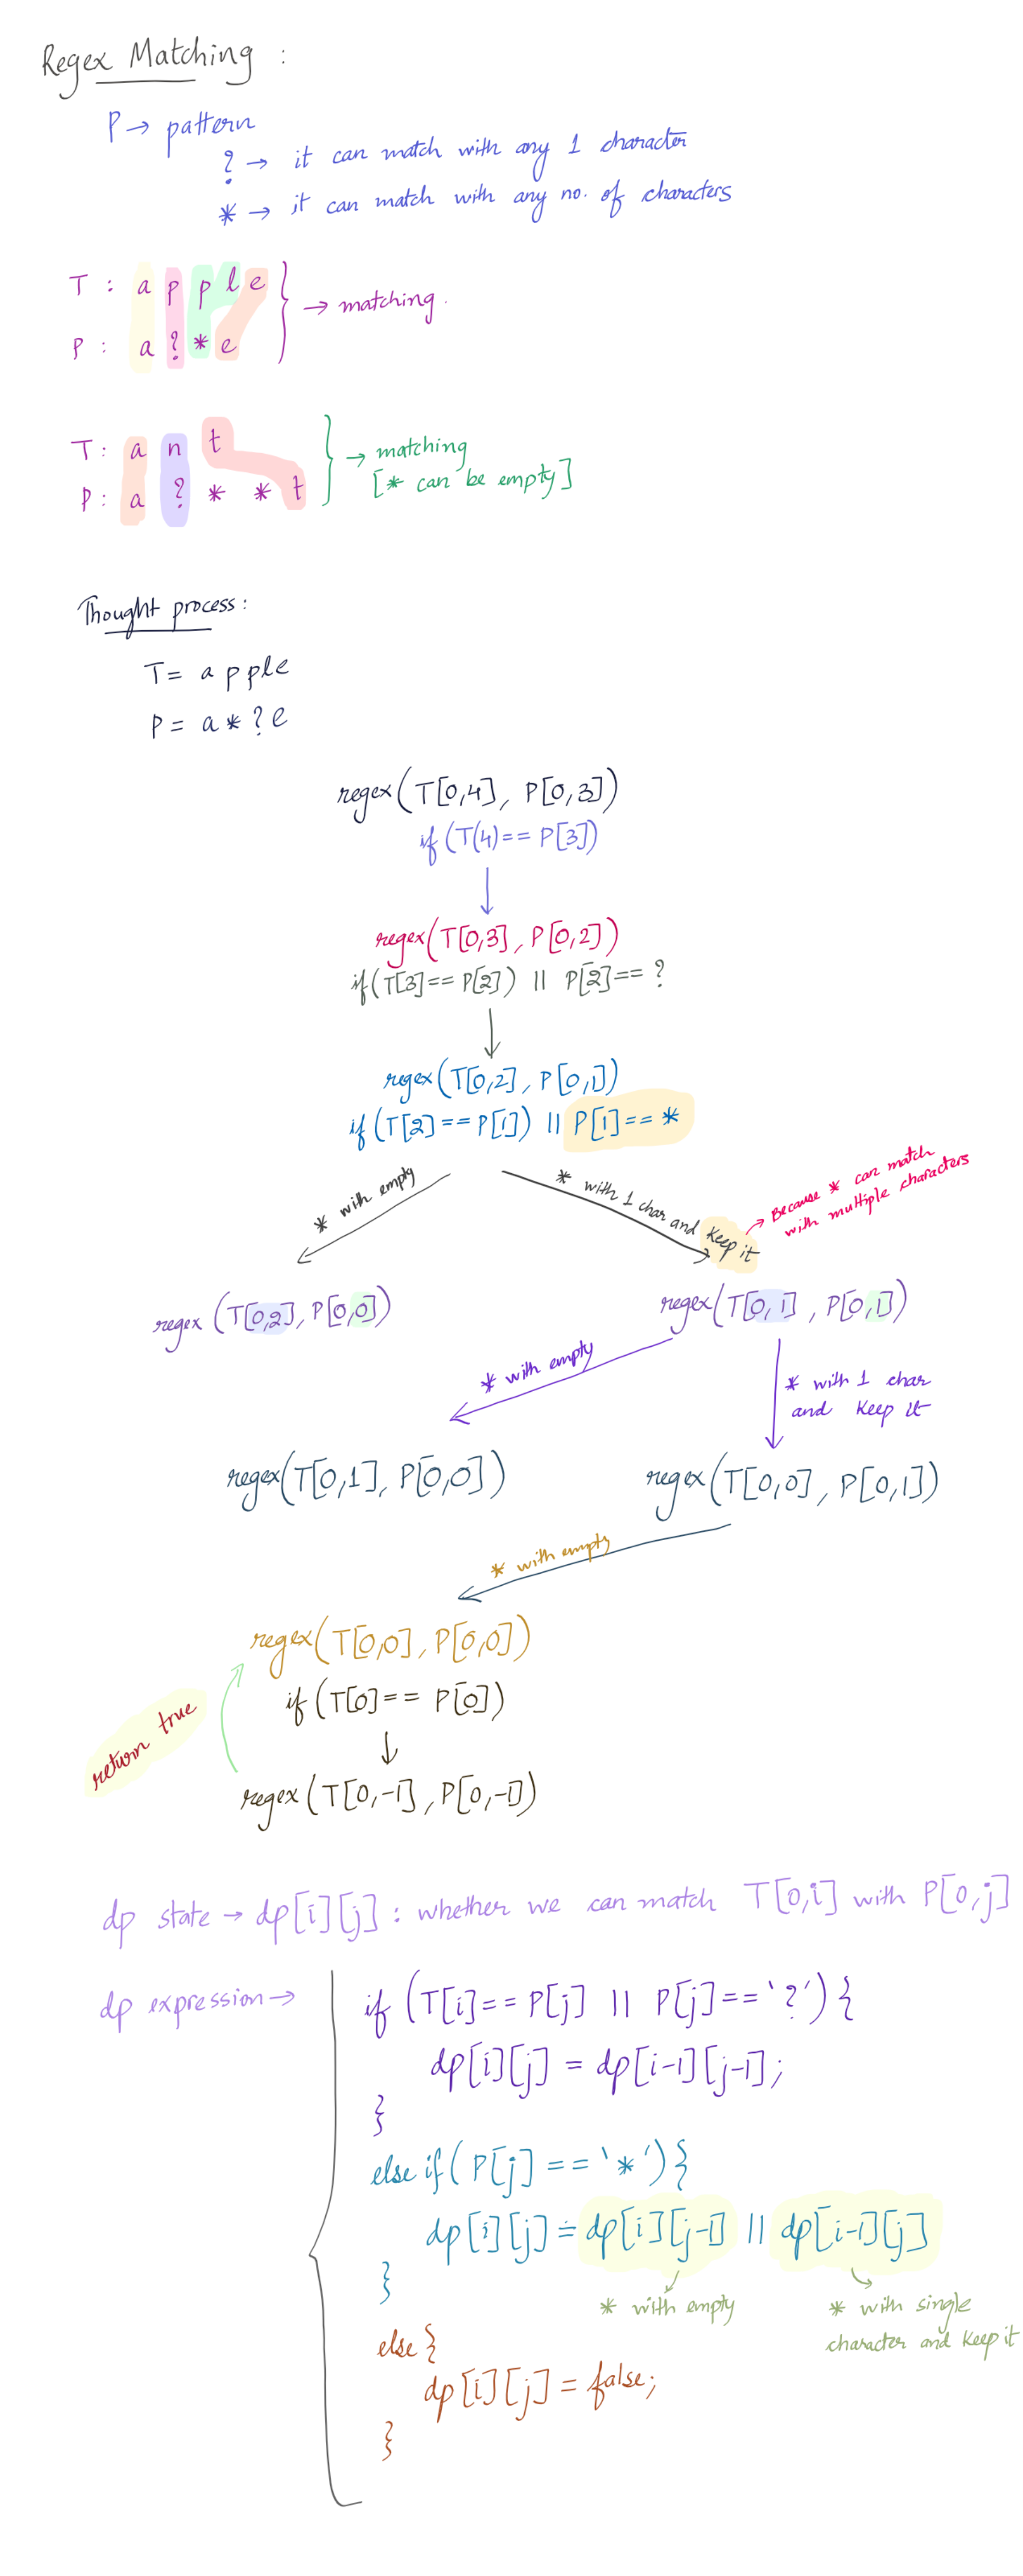 Regex Matching :
P → pattern
? → it can match with any 1 character
* → it can match with any no. of characters
T : a p p l e
P : a ? * e
→ matching.
T : a n t
P : a ? * * t
→ matching
[* can be empty]
Thought process :
T = a p p l e
P = a * ? e
regex(T[0,4], P[0,3])
if (T(4) == P[3])
regex(T[0,3], P[0,2])
if (T[3] == P[2]) || P[2] == ?
regex(T[0,2], P[0,1])
if (T[2] == P[1]) || P[1] == *
* with empty
* with 1 char and keep it
→ Because * can match
with multiple characters
regex (T[0,2], P[0,0])
regex(T[0,1], P[0,1])
* with empty
* with 1 char
and keep it
regex(T[0,1], P[0,0])
regex(T[0,0], P[0,1])
* with empty
regex(T[0,0], P[0,0])
if (T[0] == P[0])
return true
regex (T[0,-1], P[0,-1])
dp state → dp[i][j] : whether we can match T[0,i] with P[0,j]
dp expression →
if (T[i] == P[j] || P[j] == '?') {
dp[i][j] = dp[i-1][j-1];
}
else if (P[j] == '*') {
dp[i][j] = dp[i][j-1] || dp[i-1][j]
}
* with empty
* with single
character and keep it
else {
dp[i][j] = false;
}